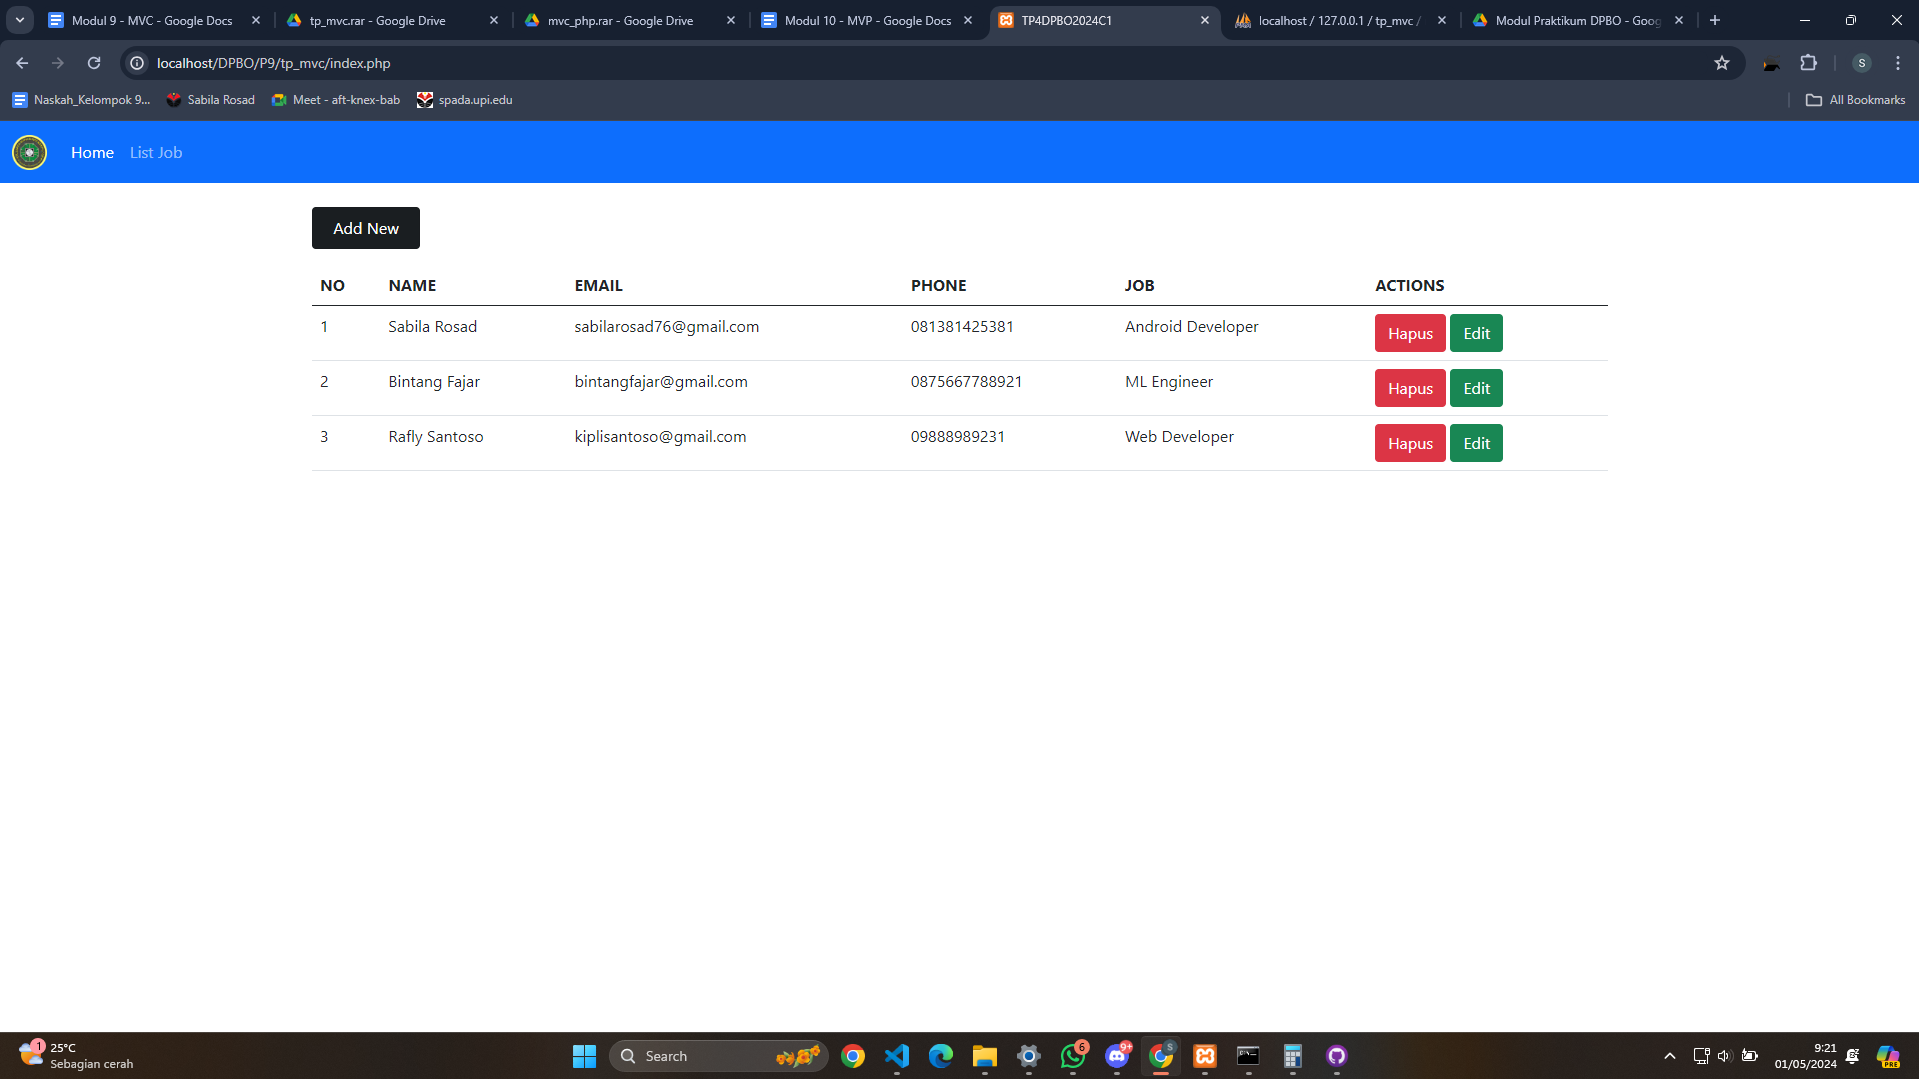 Modul 9 - MVC - Google Docs
tp_mvc.rar - Google Drive
mvc_php.rar - Google Drive
Modul 10 - MVP - Google Docs
TP4DPBO2024C1
localhost / 127.0.0.1 / tp_mvc /
Modul Praktikum DPBO - Goog
localhost/DPBO/P9/tp_mvc/index.php
S
Naskah_Kelompok 9...
Sabila Rosad
Meet - aft-knex-bab
spada.upi.edu
All Bookmarks
Home List Job
Add New
NO NAME EMAIL PHONE JOB ACTIONS
1 Sabila Rosad sabilarosad76@gmail.com 081381425381 Android Developer Hapus Edit
2 Bintang Fajar bintangfajar@gmail.com 0875667788921 ML Engineer Hapus Edit
3 Rafly Santoso kiplisantoso@gmail.com 09888989231 Web Developer Hapus Edit
1
25°C
Sebagian cerah
Search
6
9+
S
9:21
01/05/2024
PRE